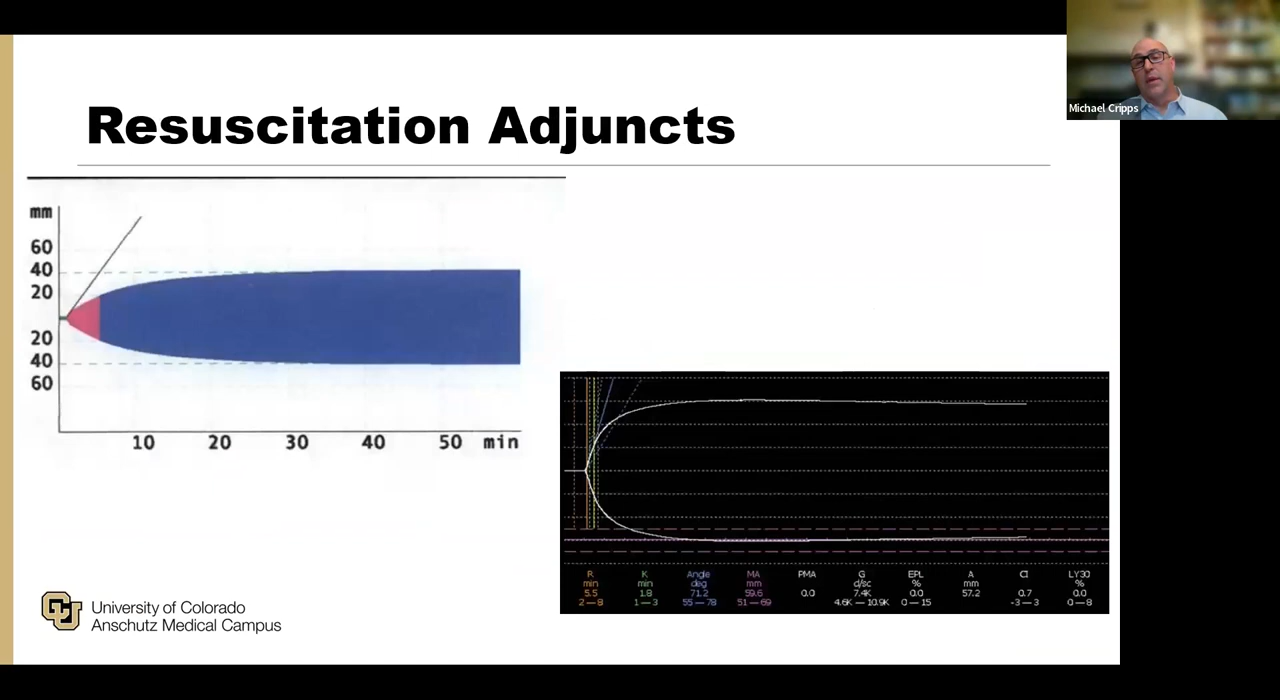 Michael Cripps
Resuscitation Adjuncts
mm
60
40
20
20
40
60
10 20 30 40 50 min
R K Angle MA PMA G EPL A CI LY30
min min deg mm d/sc % mm %
5.5 1.8 71.2 59.6 0.0 7.4K 0.0 57.2 0.7 0.0
2 — 8 1 — 3 55 — 78 51 — 69 4.6K — 10.9K 0 — 15 -3 — 3 0 — 8
University of Colorado
Anschutz Medical Campus